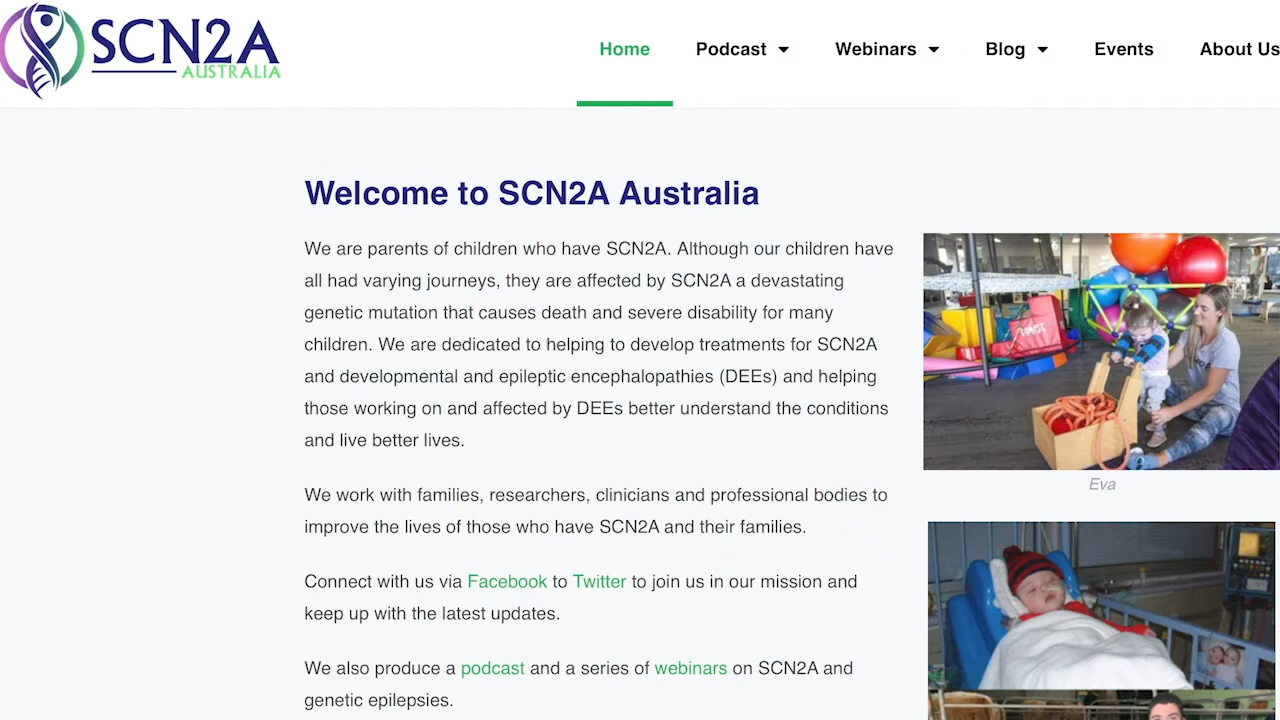 SCN2A
AUSTRALIA
Home
Podcast
Webinars
Blog
Events
About Us
Welcome to SCN2A Australia
We are parents of children who have SCN2A. Although our children have
all had varying journeys, they are affected by SCN2A a devastating
genetic mutation that causes death and severe disability for many
children. We are dedicated to helping to develop treatments for SCN2A
and developmental and epileptic encephalopathies (DEEs) and helping
those working on and affected by DEEs better understand the conditions
and live better lives.
We work with families, researchers, clinicians and professional bodies to
improve the lives of those who have SCN2A and their families.
Connect with us via Facebook to Twitter to join us in our mission and
keep up with the latest updates.
We also produce a podcast and a series of webinars on SCN2A and
genetic epilepsies.
Eva